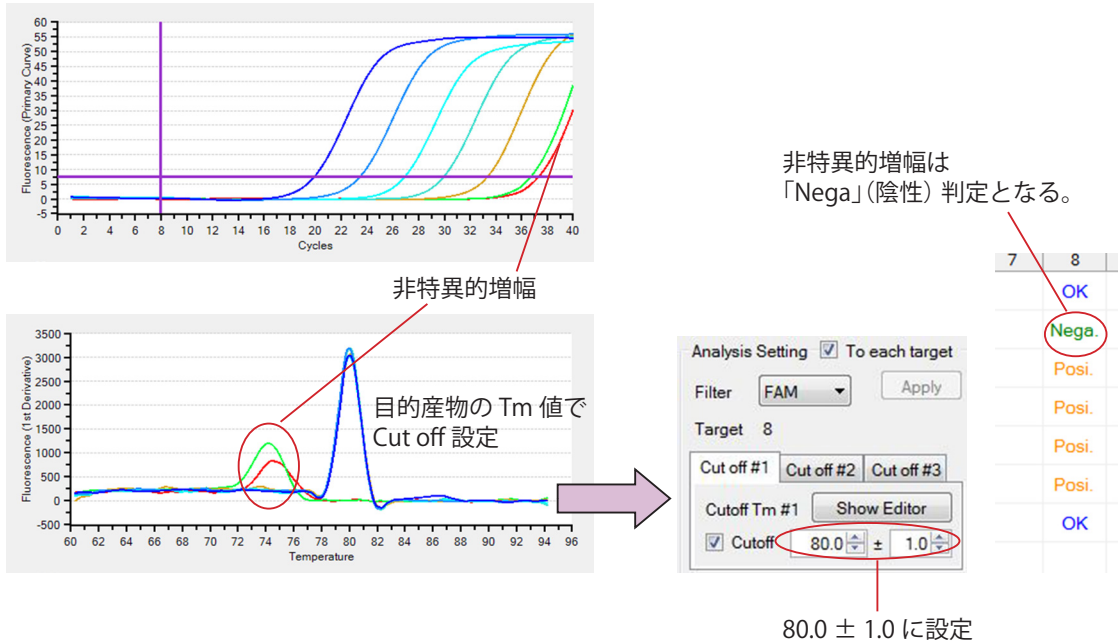 60
55
50
45
40
35
30
25
20
15
10
5
0
-5
Fluorescence (Primary Curve)
0 2 4 6 8 10 12 14 16 18 20 22 24 26 28 30 32 34 36 38 40
Cycles
非特異的増幅
3500
3000
2500
2000
1500
1000
500
0
-500
Fluorescence (1st Derivative)
目的産物の Tm 値で
Cut off 設定
60 62 64 66 68 70 72 74 76 78 80 82 84 86 88 90 92 94 96
Temperature
Analysis Setting To each target
Filter FAM Apply
Target 8
Cut off #1 Cut off #2 Cut off #3
Cutoff Tm #1 Show Editor
Cutoff 80.0 ± 1.0
80.0 ± 1.0 に設定
非特異的増幅は
「Nega」(陰性) 判定となる。
7 8
OK
Nega.
Posi.
Posi.
Posi.
Posi.
OK